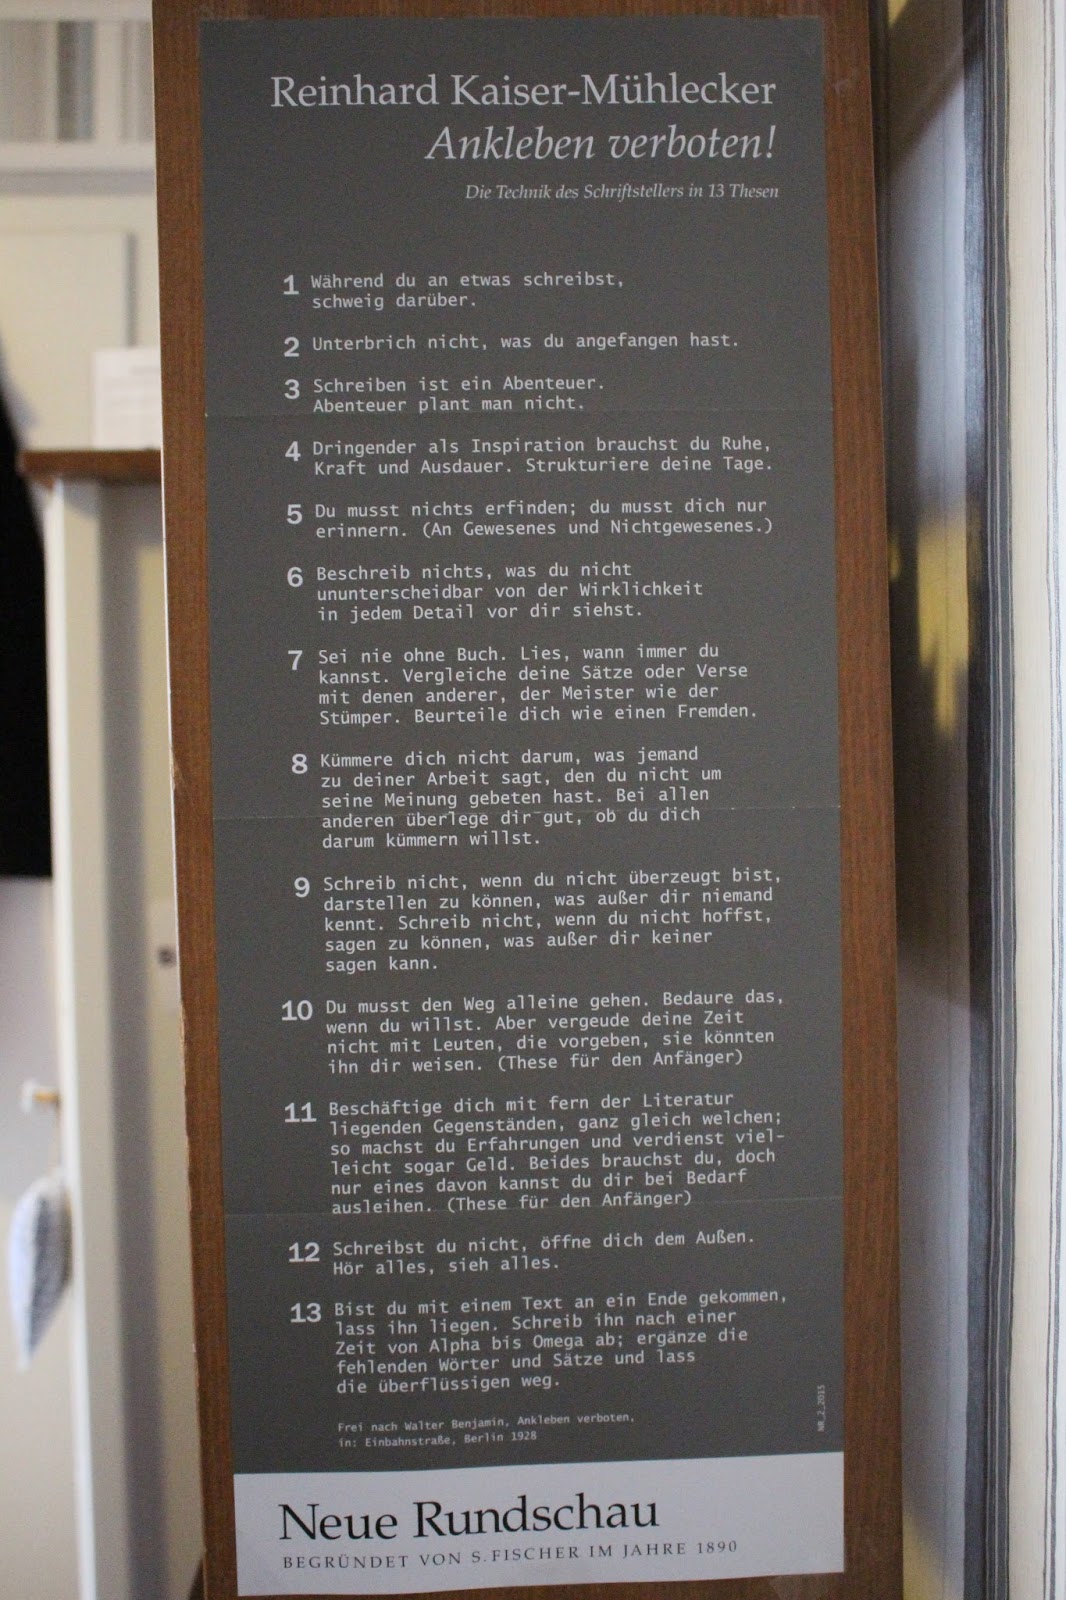 Reinhard Kaiser-Mühlecker
Ankleben verboten!
Die Technik des Schriftstellers in 13 Thesen
1 Während du an etwas schreibst,
schweig darüber.
2 Unterbrich nicht, was du angefangen hast.
3 Schreiben ist ein Abenteuer.
Abenteuer plant man nicht.
4 Dringender als Inspiration brauchst du Ruhe,
Kraft und Ausdauer. Strukturiere deine Tage.
5 Du musst nichts erfinden; du musst dich nur
erinnern. (An Gewesenes und Nichtgewesenes.)
6 Beschreib nichts, was du nicht
ununterscheidbar von der Wirklichkeit
in jedem Detail vor dir siehst.
7 Sei nie ohne Buch. Lies, wann immer du
kannst. Vergleiche deine Sätze oder Verse
mit denen anderer, der Meister wie der
Stümper. Beurteile dich wie einen Fremden.
8 Kümmere dich nicht darum, was jemand
zu deiner Arbeit sagt, den du nicht um
seine Meinung gebeten hast. Bei allen
anderen überlege dir gut, ob du dich
darum kümmern willst.
9 Schreib nicht, wenn du nicht überzeugt bist,
darstellen zu können, was außer dir niemand
kennt. Schreib nicht, wenn du nicht hoffst,
sagen zu können, was außer dir keiner
sagen kann.
10 Du musst den Weg alleine gehen. Bedaure das,
wenn du willst. Aber vergeude deine Zeit
nicht mit Leuten, die vorgeben, sie könnten
ihn dir weisen. (These für den Anfänger)
11 Beschäftige dich mit fern der Literatur
liegenden Gegenständen, ganz gleich welchen;
so machst du Erfahrungen und verdienst viel-
leicht sogar Geld. Beides brauchst du, doch
nur eines davon kannst du dir bei Bedarf
ausleihen. (These für den Anfänger)
12 Schreibst du nicht, öffne dich dem Außen.
Hör alles, sieh alles.
13 Bist du mit einem Text an ein Ende gekommen,
lass ihn liegen. Schreib ihn nach einer
Zeit von Alpha bis Omega ab; ergänze die
fehlenden Wörter und Sätze und lass
die überflüssigen weg.
Frei nach Walter Benjamin, Ankleben verboten,
in: Einbahnstraße, Berlin 1928
NR_2_2015
Neue Rundschau
BEGRÜNDET VON S. FISCHER IM JAHRE 1890